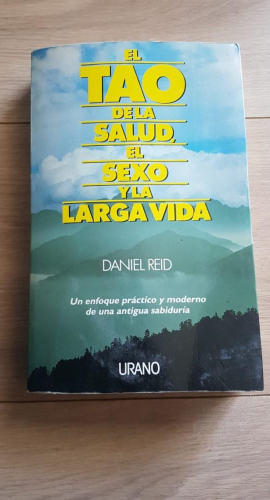 EL
TAO
DE LA
SALUD,
EL
SEXO
Y LA
LARGA VIDA
DANIEL REID
Un enfoque práctico y moderno
de una antigua sabiduría
URANO